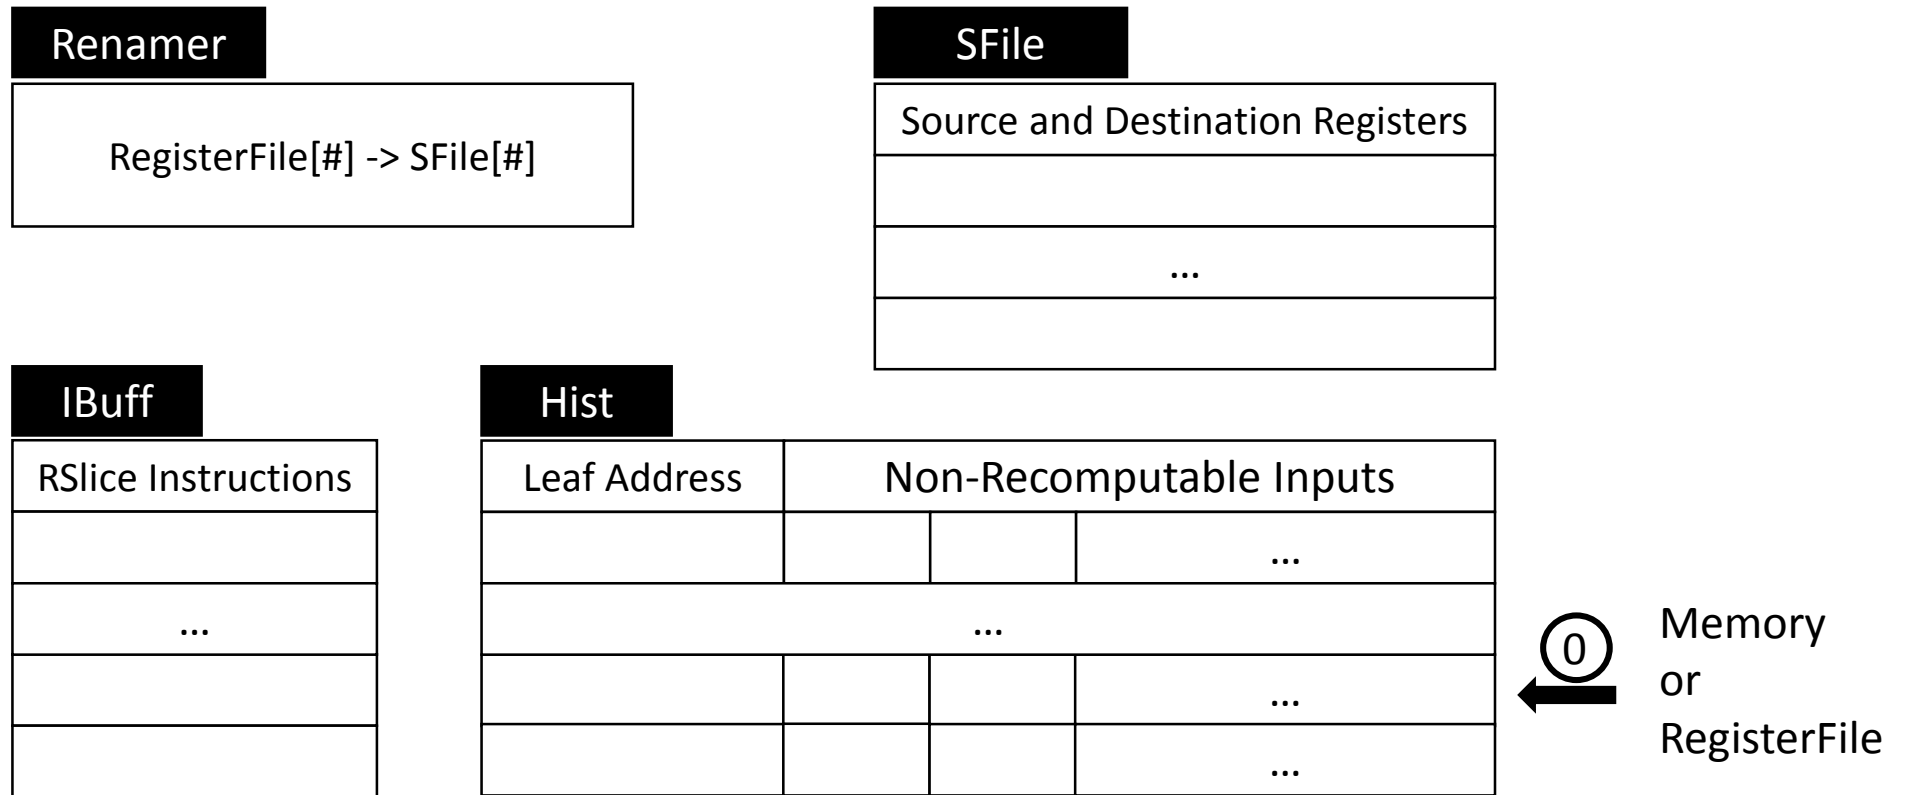 Renamer
RegisterFile[#] -> SFile[#]
SFile
Source and Destination Registers
...
IBuff
RSlice Instructions
...
Hist
Leaf Address
Non-Recomputable Inputs
...
...
...
...
0
Memory
or
RegisterFile